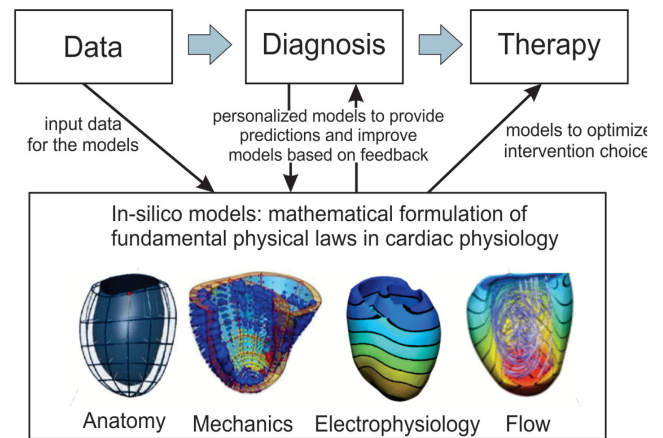 Data
Diagnosis
Therapy
input data
for the models
personalized models to provide
predictions and improve
models based on feedback
models to optimize
intervention choice
In-silico models: mathematical formulation of
fundamental physical laws in cardiac physiology
Anatomy
Mechanics
Electrophysiology
Flow